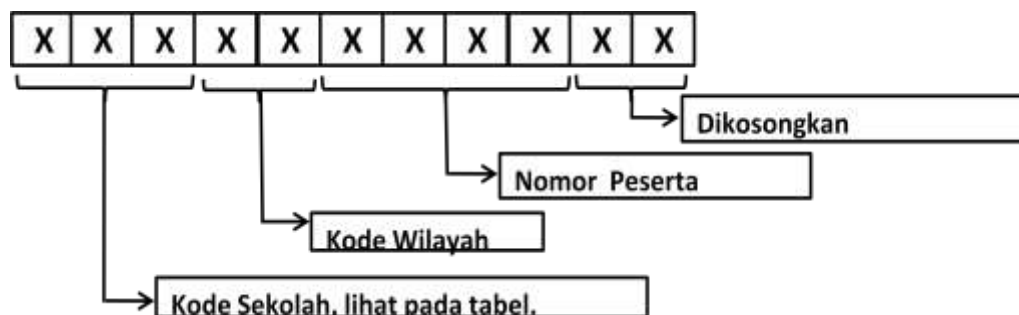 X X X X X X X X X X X
Dikosongkan
Nomor Peserta
Kode Wilayah
Kode Sekolah, lihat pada tabel.